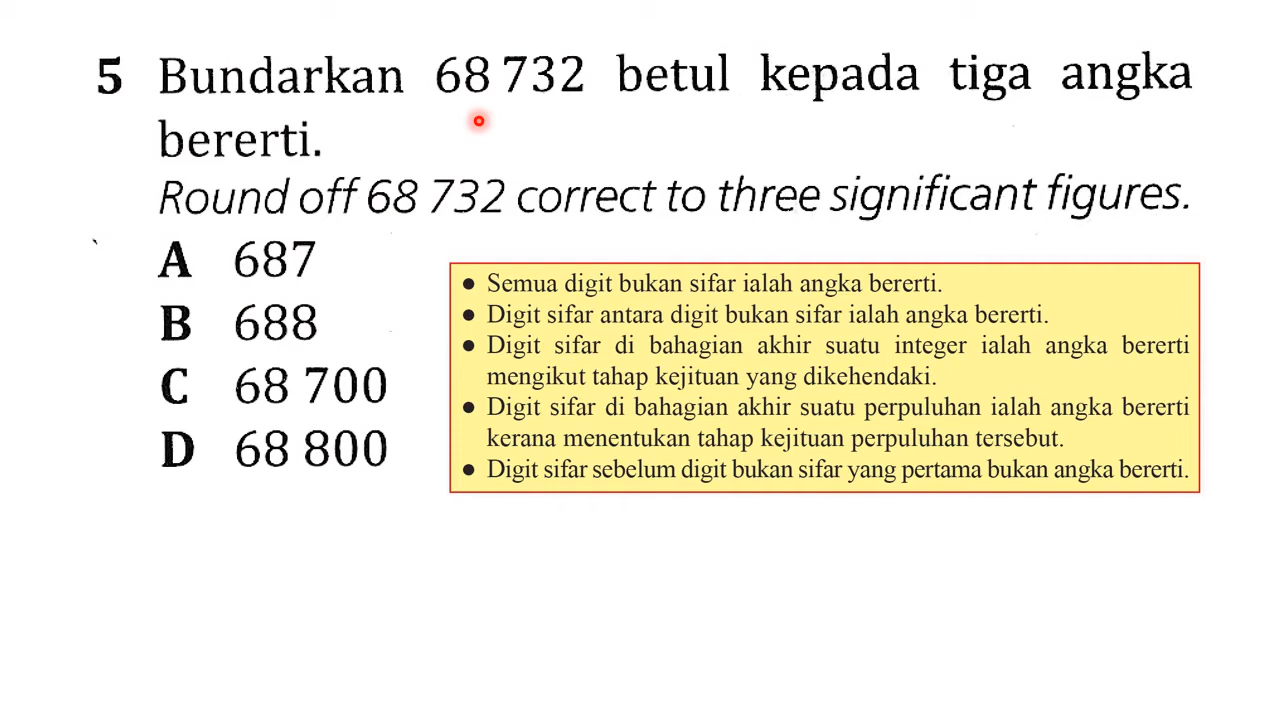 5 Bundarkan 68 732 betul kepada tiga angka
bererti.
Round off 68 732 correct to three significant figures.
A 687
B 688
C 68 700
D 68 800
● Semua digit bukan sifar ialah angka bererti.
● Digit sifar antara digit bukan sifar ialah angka bererti.
● Digit sifar di bahagian akhir suatu integer ialah angka bererti
mengikut tahap kejituan yang dikehendaki.
● Digit sifar di bahagian akhir suatu perpuluhan ialah angka bererti
kerana menentukan tahap kejituan perpuluhan tersebut.
● Digit sifar sebelum digit bukan sifar yang pertama bukan angka bererti.